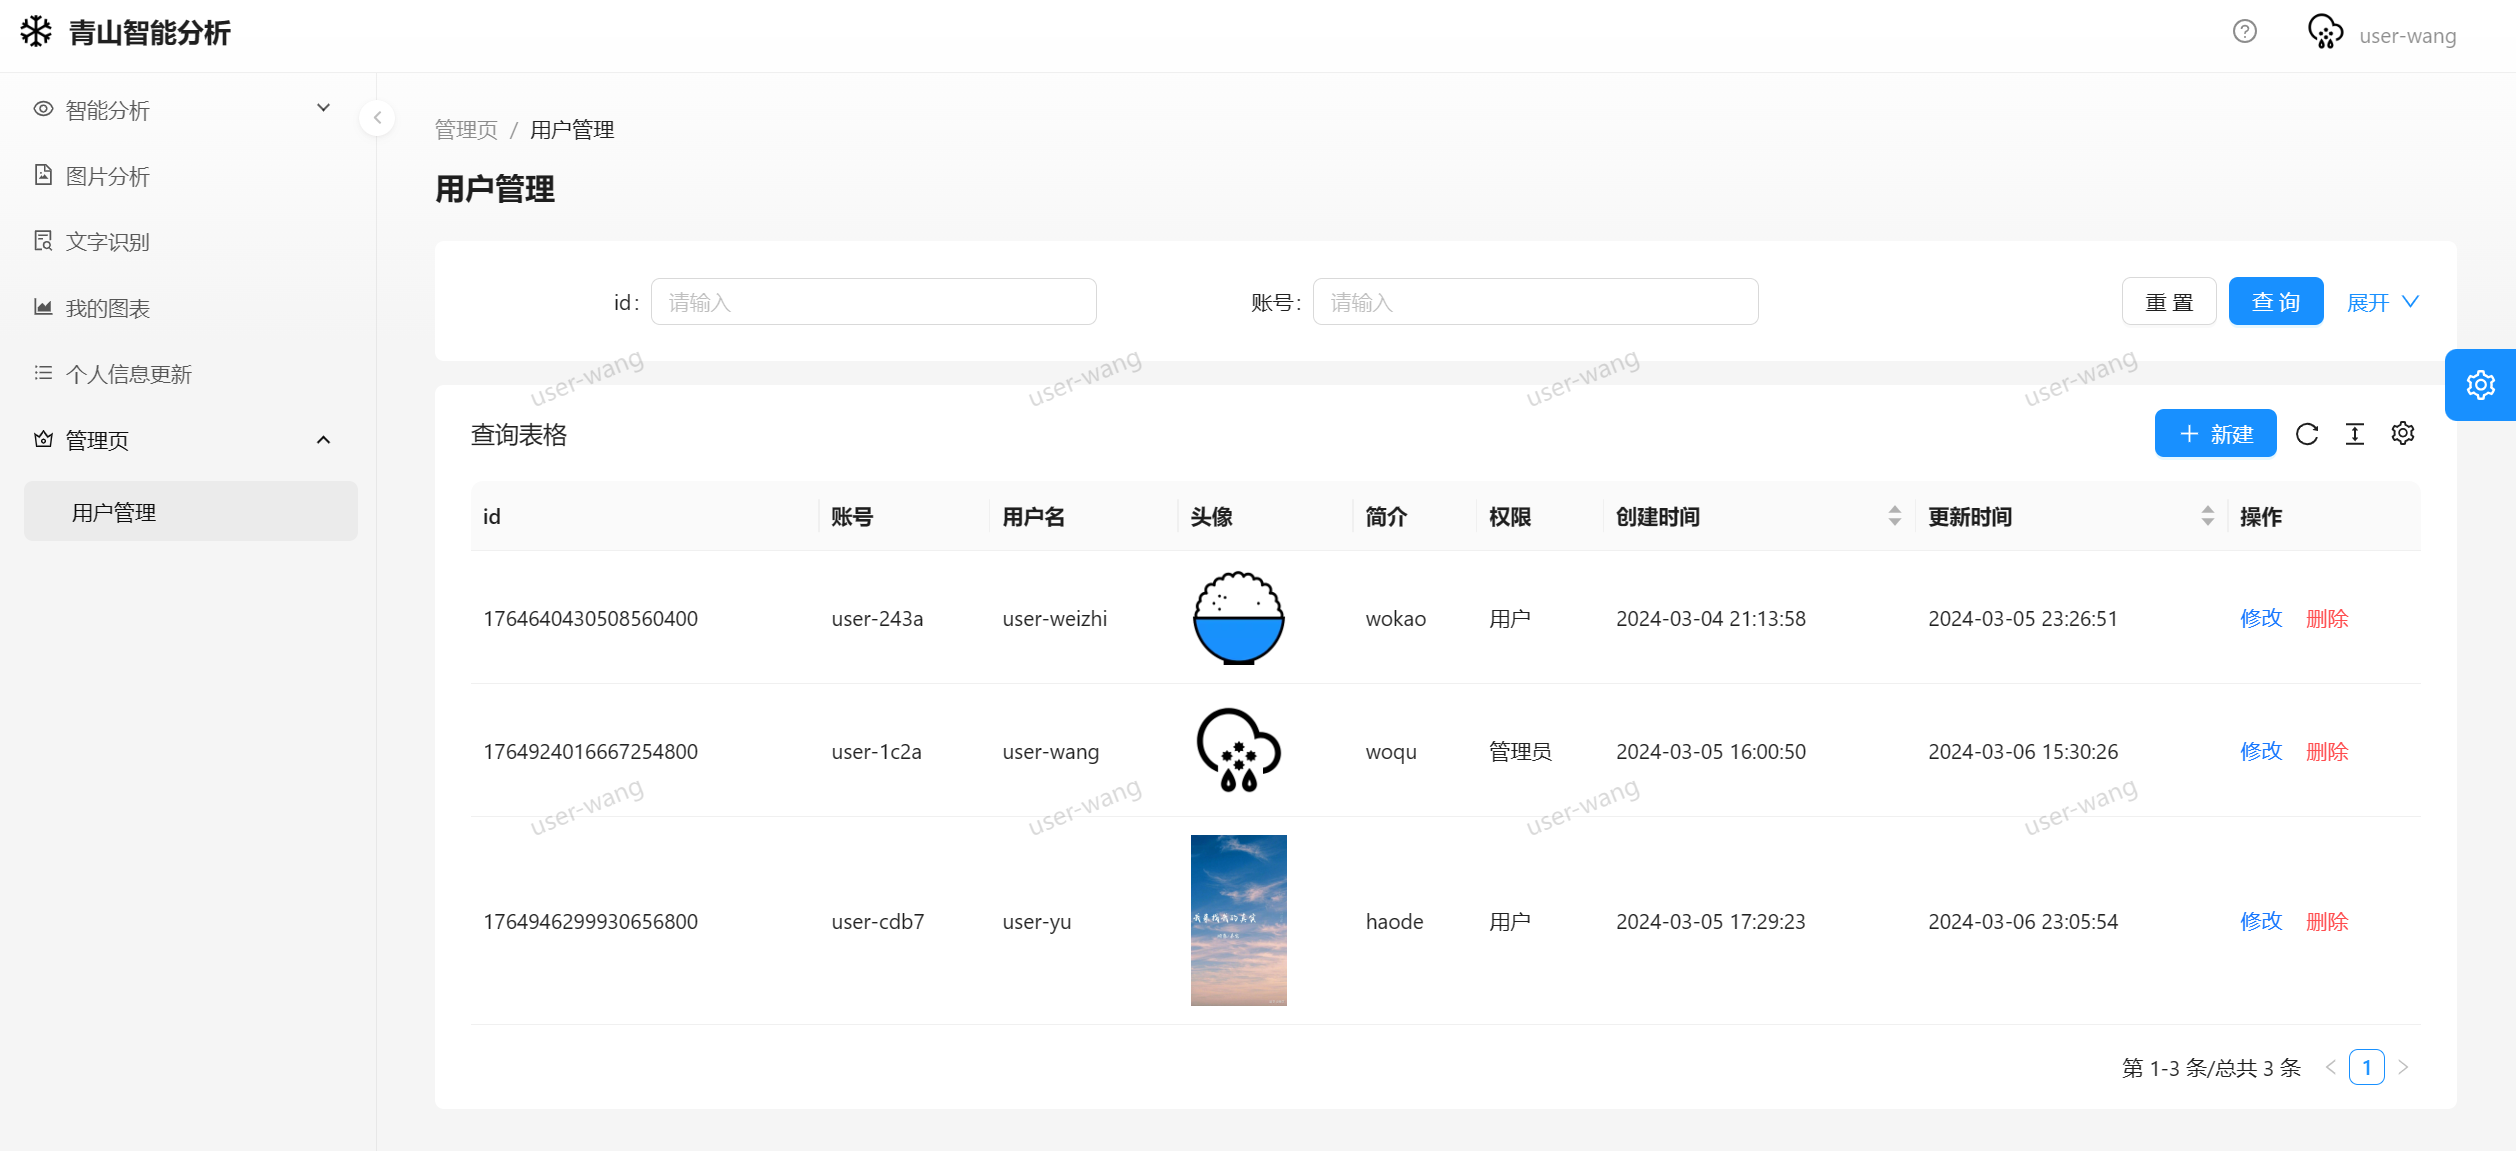 青山智能分析
user-wang
智能分析
图片分析
文字识别
我的图表
个人信息更新
管理页
用户管理
管理页 / 用户管理
用户管理
id: 请输入 账号: 请输入 重 置 查 询 展开
user-wang user-wang user-wang user-wang
查询表格 新建
id 账号 用户名 头像 简介 权限 创建时间 更新时间 操作
1764640430508560400 user-243a user-weizhi wokao 用户 2024-03-04 21:13:58 2024-03-05 23:26:51 修改 删除
1764924016667254800 user-1c2a user-wang woqu 管理员 2024-03-05 16:00:50 2024-03-06 15:30:26 修改 删除
user-wang user-wang user-wang user-wang
我来找我的真实
1764946299930656800 user-cdb7 user-yu haode 用户 2024-03-05 17:29:23 2024-03-06 23:05:54 修改 删除
第 1-3 条/总共 3 条 1